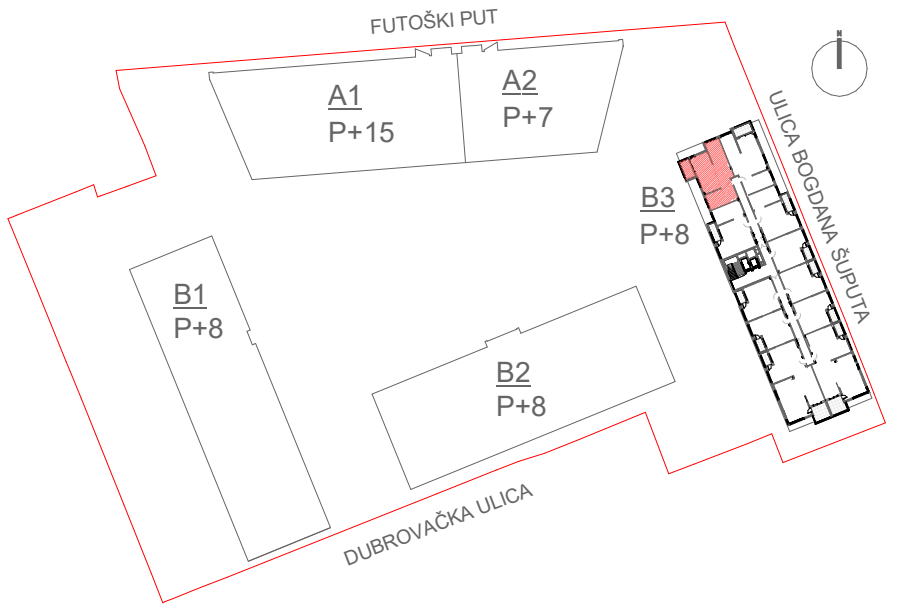 FUTOŠKI PUT
N
A1
P+15
A2
P+7
ULICA BOGDANA ŠUPUTA
B3
P+8
B1
P+8
B2
P+8
DUBROVAČKA ULICA